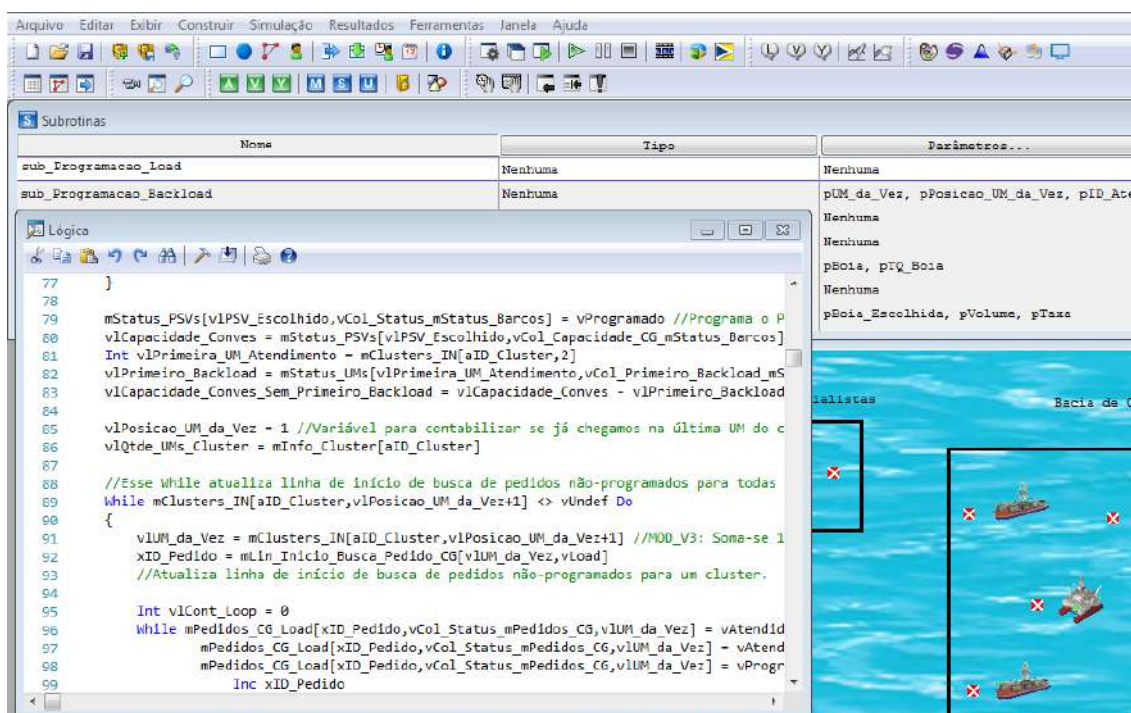 Arquivo Editar Exibir Construir Simulação Resultados Ferramentas Janela Ajuda
Subrotinas
Nome Tipo Parâmetros...
sub_Programacao_Load Nenhuma Nenhuma
sub_Programacao_Backload Nenhuma pUM_da_Vez, pPosicao_UM_da_Vez, pID_Ate
Nenhuma
Nenhuma
pBoia, pTQ_Boia
Nenhuma
pBoia_Escolhida, pVolume, pTaxa
Lógica
77 }
78
79 mStatus_PSVs[vlPSV_Escolhido,vCol_Status_mStatus_Barcos] = vProgramado //Programa o P
80 vlCapacidade_Conves = mStatus_PSVs[vlPSV_Escolhido,vCol_Capacidade_CG_mStatus_Barcos]
81 Int vlPrimeira_UM_Atendimento = mClusters_IN[aID_Cluster,2]
82 vlPrimeiro_Backload = mStatus_UMs[vlPrimeira_UM_Atendimento,vCol_Primeiro_Backload_mS
83 vlCapacidade_Conves_Sem_Primeiro_Backload = vlCapacidade_Conves - vlPrimeiro_Backload
84
85 vlPosicao_UM_da_Vez = 1 //Variável para contabilizar se já chegamos na última UM do c
86 vlQtde_UMs_Cluster = mInfo_Cluster[aID_Cluster]
87
88 //Esse While atualiza linha de início de busca de pedidos não-programados para todas
89 While mClusters_IN[aID_Cluster,vlPosicao_UM_da_Vez+1] <> vUndef Do
90 {
91 vlUM_da_Vez = mClusters_IN[aID_Cluster,vlPosicao_UM_da_Vez+1] //MOD_V3: Soma-se 1
92 xID_Pedido = mLin_Inicio_Busca_Pedido_CG[vlUM_da_Vez,vLoad]
93 //Atualiza linha de início de busca de pedidos não-programados para um cluster.
94
95 Int vlCont_Loop = 0
96 While mPedidos_CG_Load[xID_Pedido,vCol_Status_mPedidos_CG,vlUM_da_Vez] = vAtendid
97 mPedidos_CG_Load[xID_Pedido,vCol_Status_mPedidos_CG,vlUM_da_Vez] = vAtend
98 mPedidos_CG_Load[xID_Pedido,vCol_Status_mPedidos_CG,vlUM_da_Vez] = vProgr
99 Inc xID_Pedido
ialistas
Bacia de C